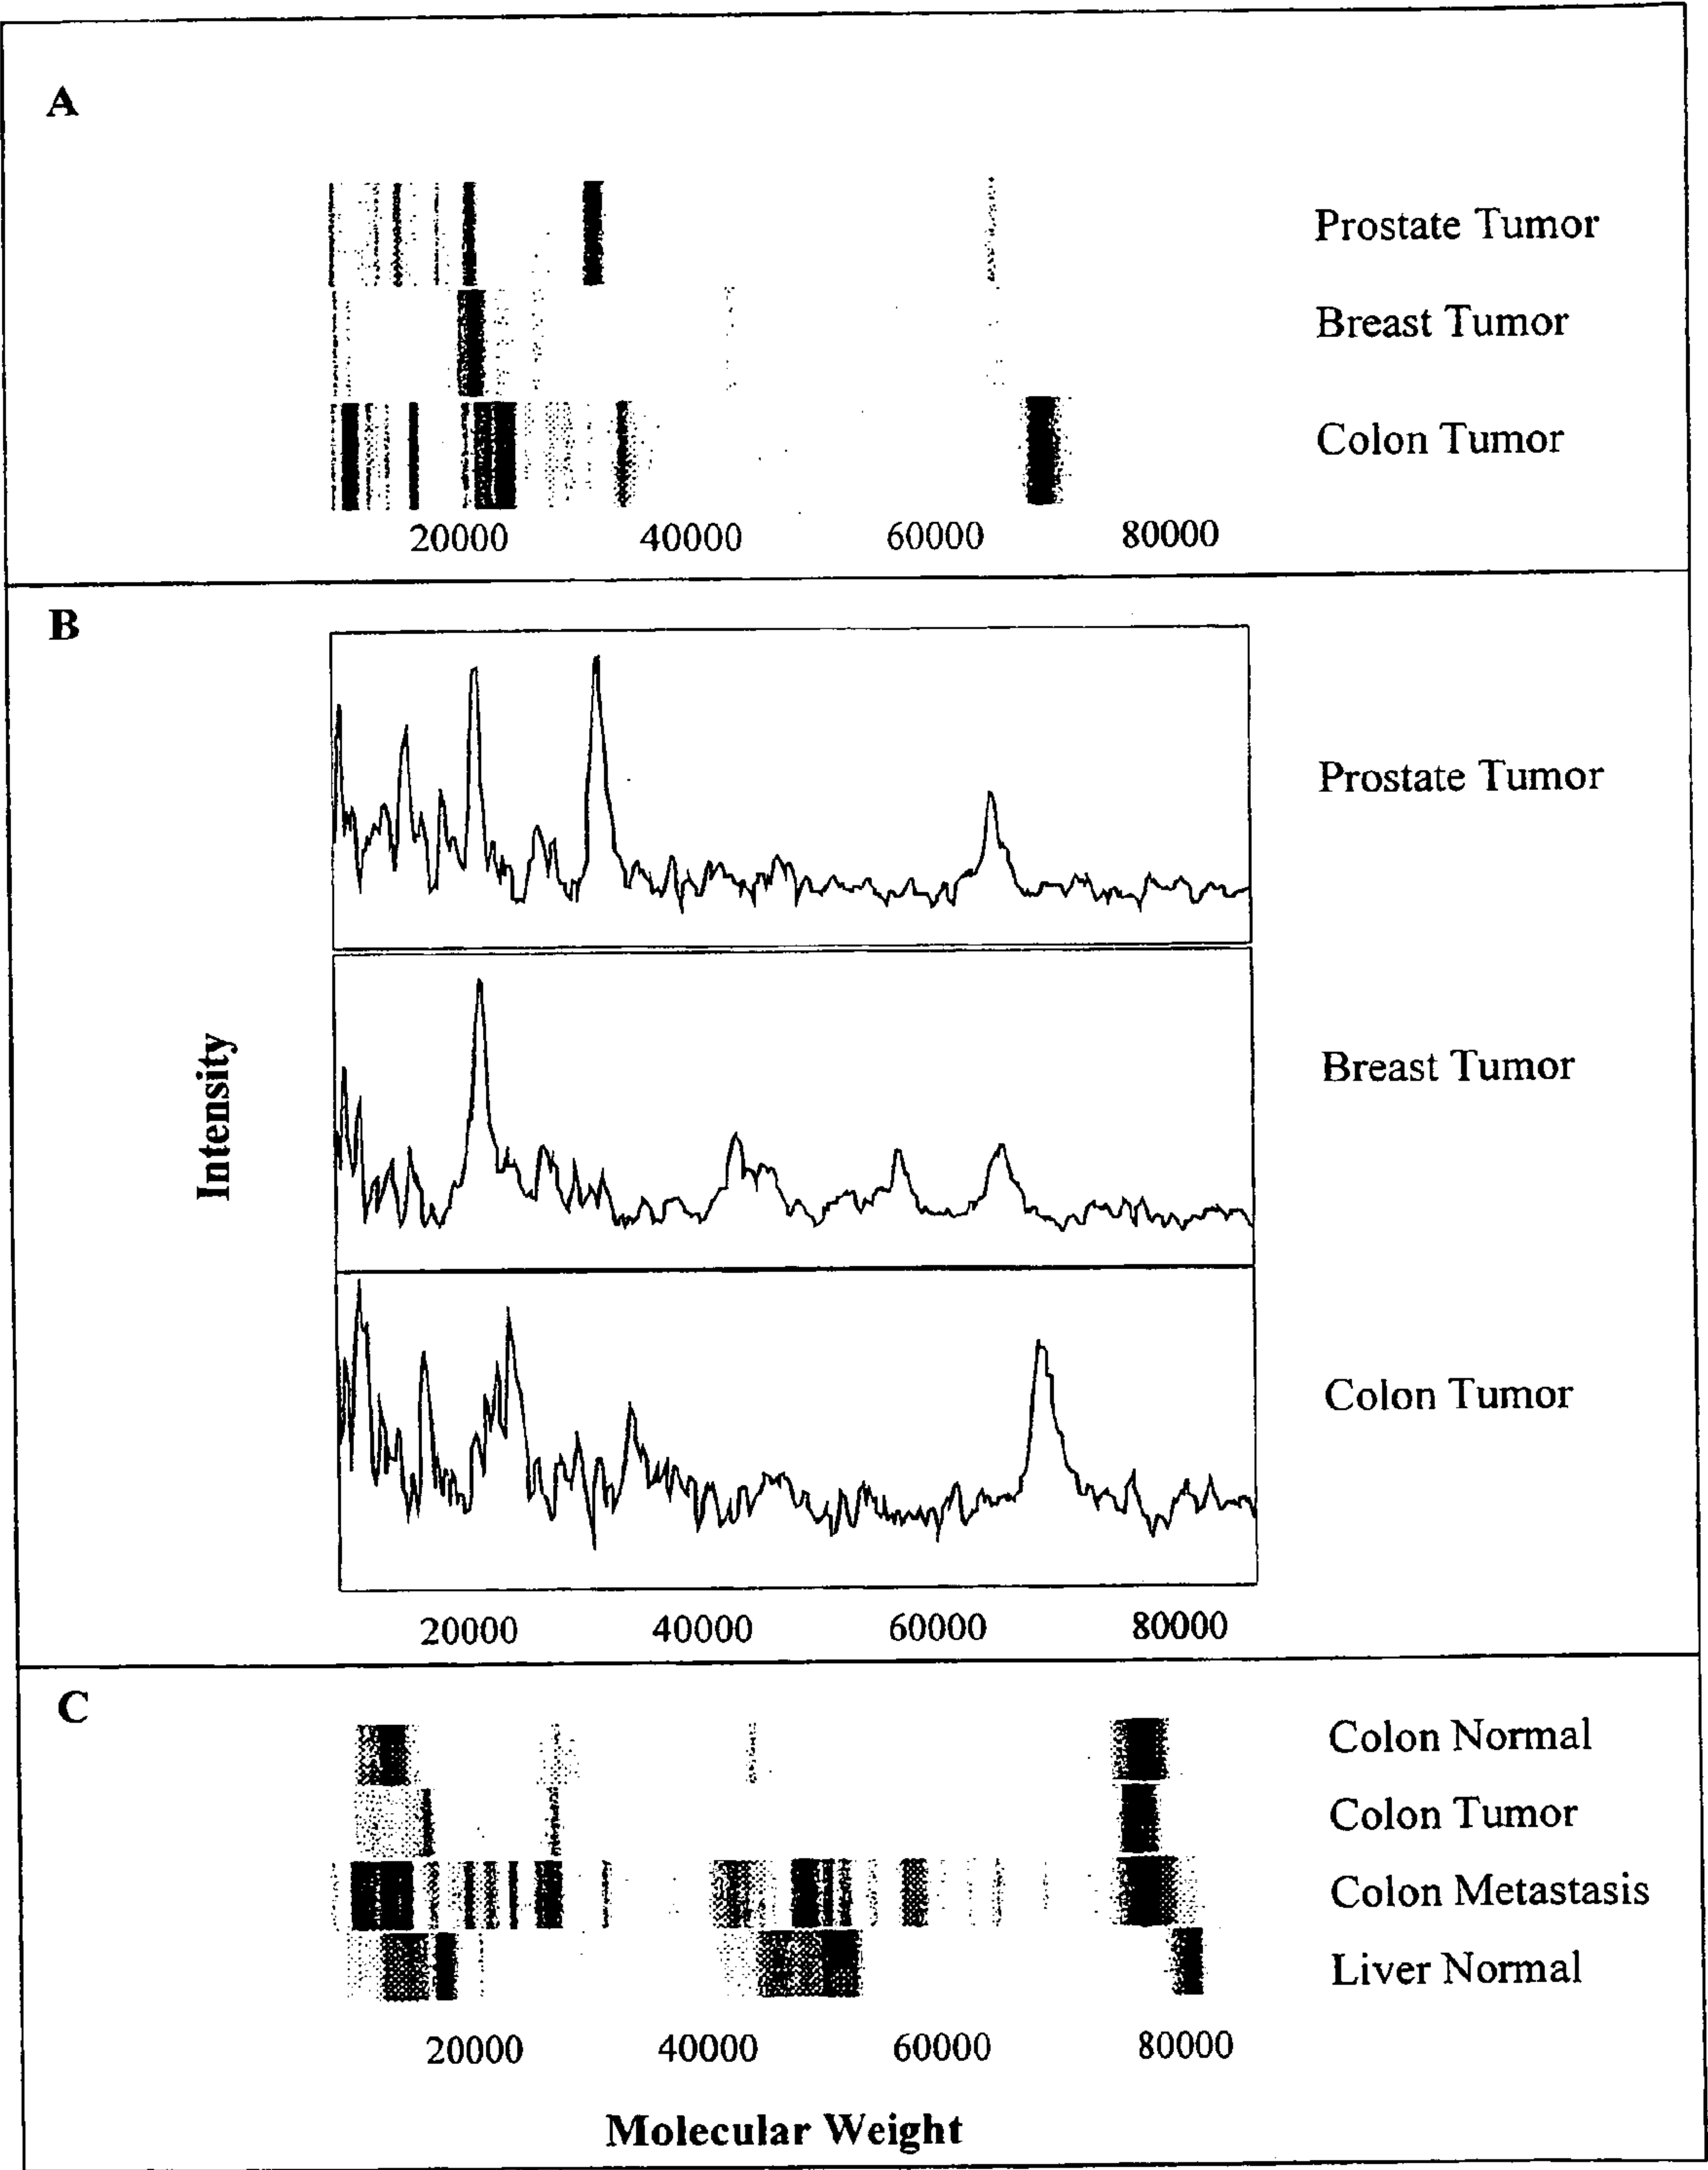 A
Prostate Tumor
Breast Tumor
Colon Tumor
20000 40000 60000 80000
B
Prostate Tumor
Breast Tumor
Intensity
Colon Tumor
20000 40000 60000 80000
C
Colon Normal
Colon Tumor
Colon Metastasis
Liver Normal
20000 40000 60000 80000
Molecular Weight